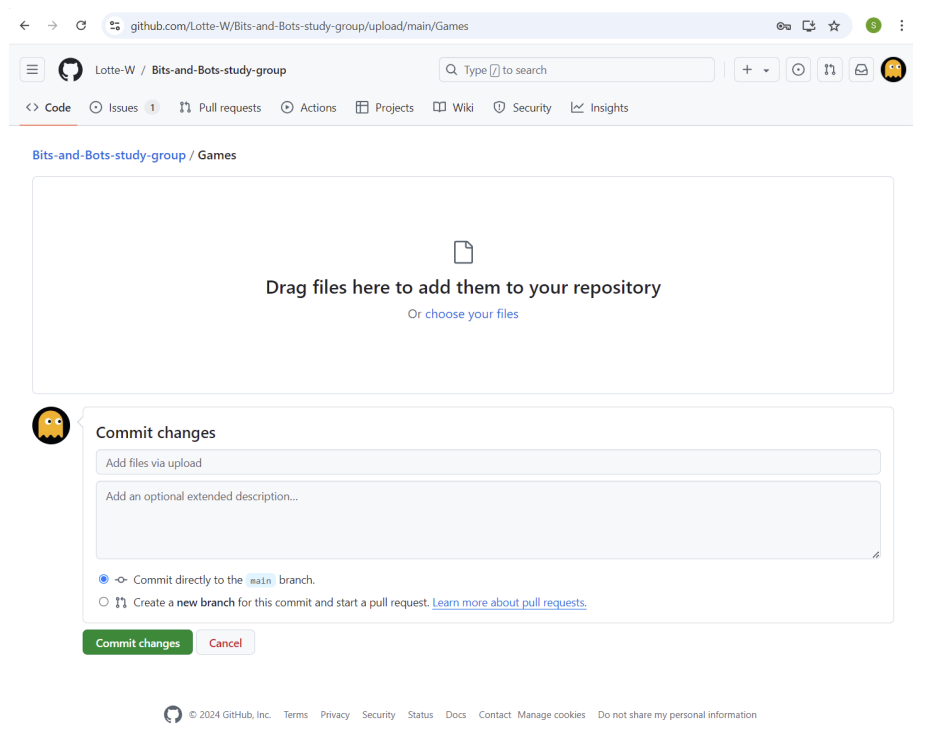 github.com/Lotte-W/Bits-and-Bots-study-group/upload/main/Games
S
Lotte-W / Bits-and-Bots-study-group
Type / to search
Code Issues 1 Pull requests Actions Projects Wiki Security Insights
Bits-and-Bots-study-group / Games
Drag files here to add them to your repository
Or choose your files
Commit changes
Add files via upload
Add an optional extended description...
Commit directly to the main branch.
Create a new branch for this commit and start a pull request. Learn more about pull requests.
Commit changes Cancel
© 2024 GitHub, Inc. Terms Privacy Security Status Docs Contact Manage cookies Do not share my personal information